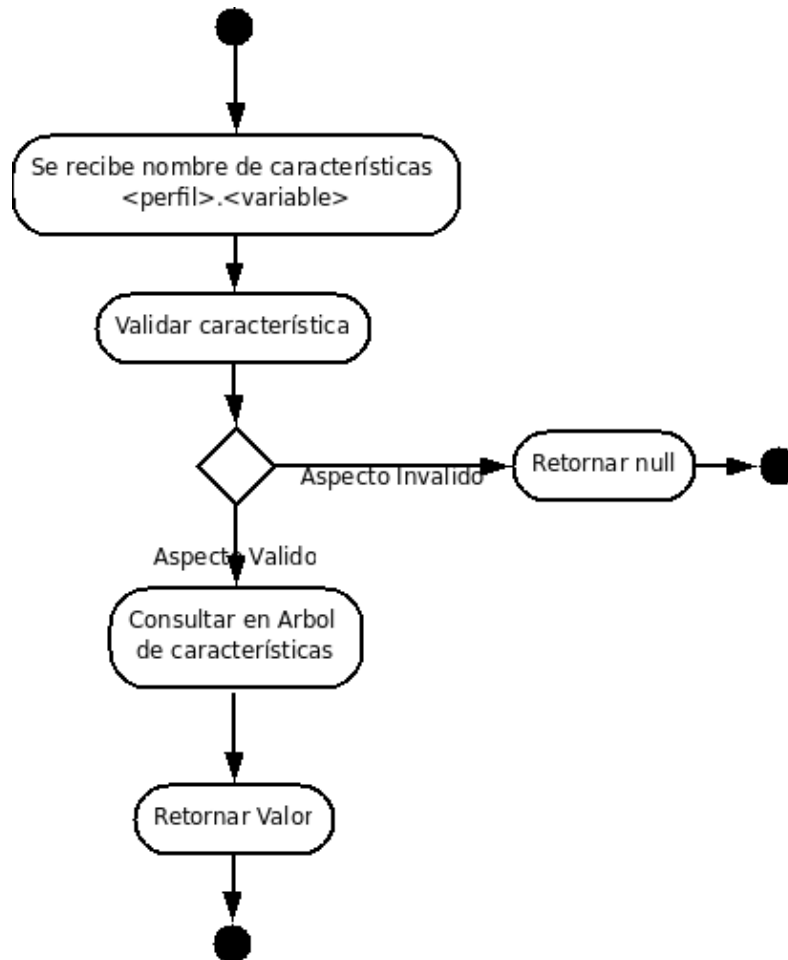 Se recibe nombre de características
<perfil>.<variable>
Validar característica
Aspecto Invalido
Retornar null
Aspecto Valido
Consultar en Arbol
de características
Retornar Valor